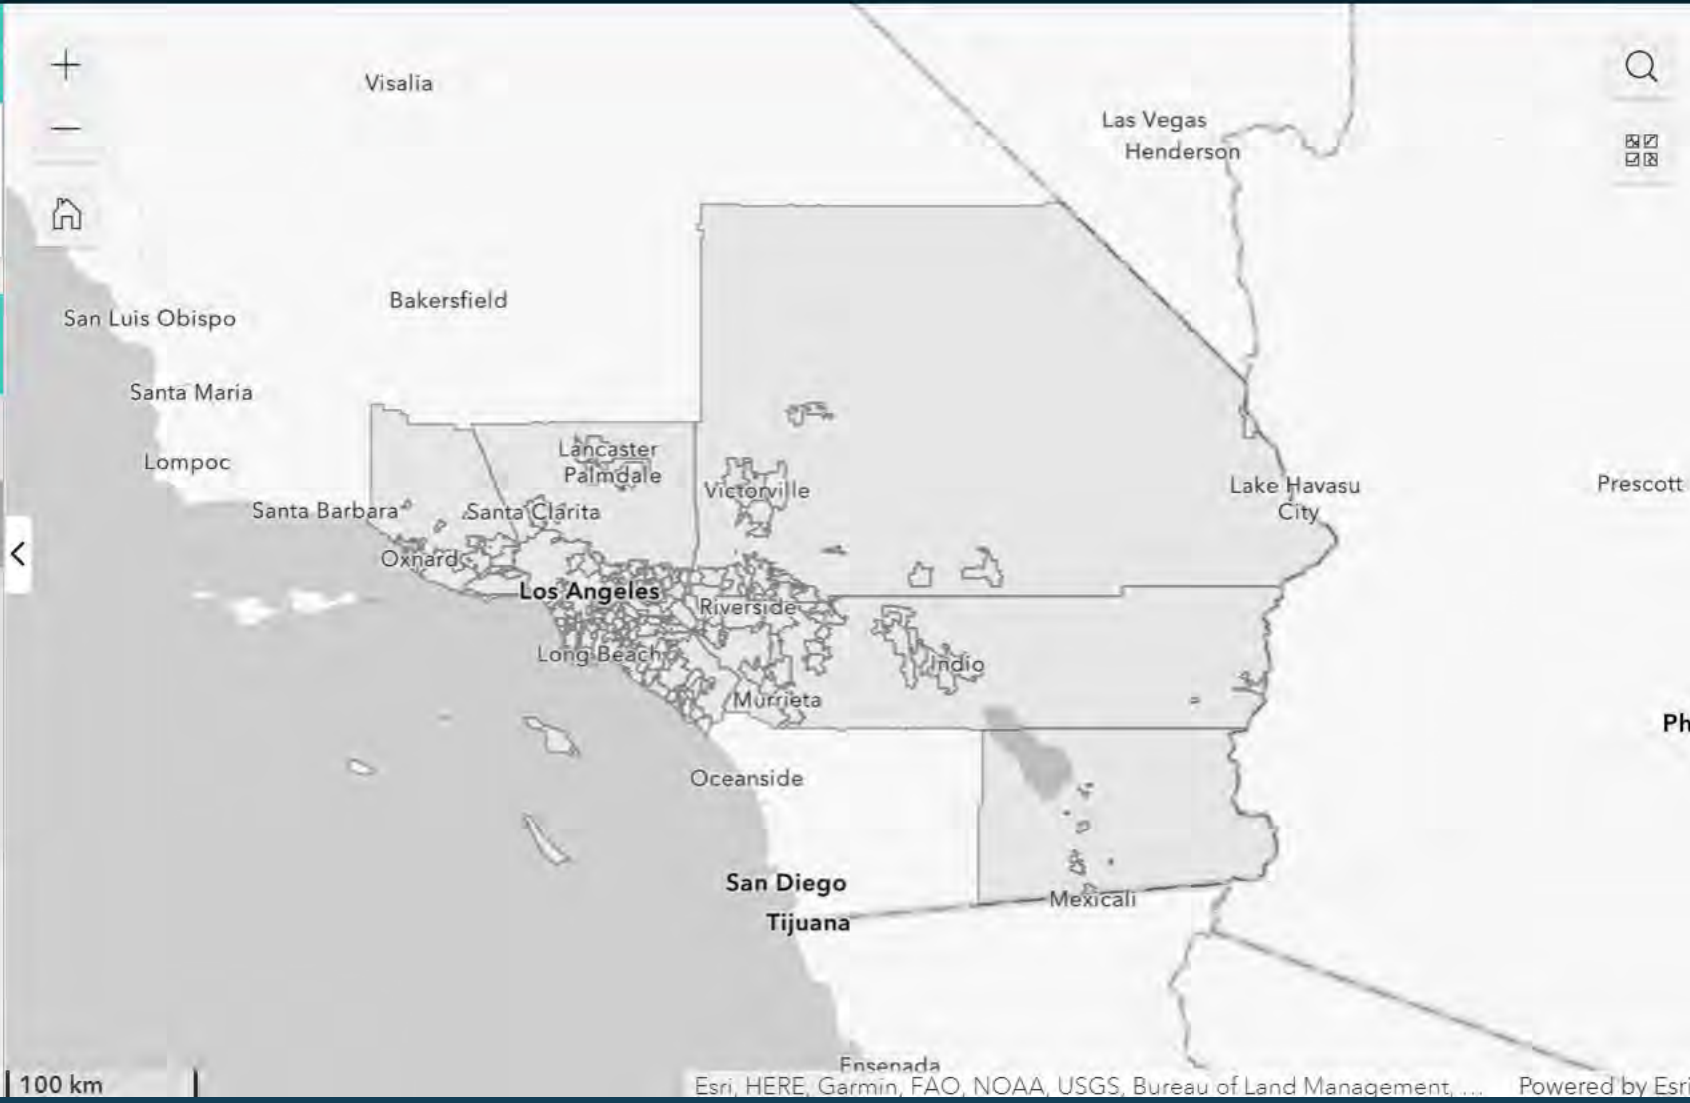 Visalia
Las Vegas
Henderson
Bakersfield
San Luis Obispo
Santa Maria
Lompoc
Lancaster
Palmdale
Victorville
Lake Havasu
City
Prescott
Santa Barbara
Santa Clarita
Oxnard
Los Angeles
Riverside
Long Beach
Indio
Murrieta
Ph
Oceanside
San Diego
Mexicali
Tijuana
Ensenada
100 km
Esri, HERE, Garmin, FAO, NOAA, USGS, Bureau of Land Management, ...
Powered by Esri